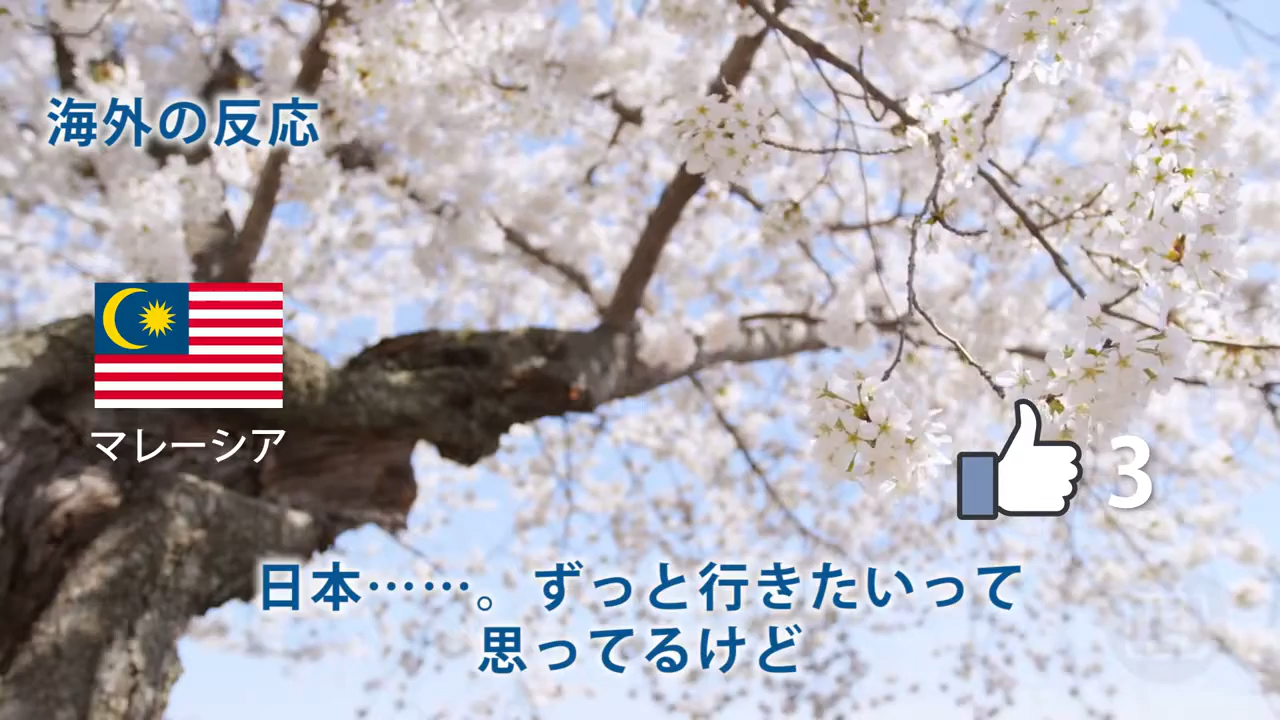 海外の反応
マレーシア
3
日本……。ずっと行きたいって
思ってるけど